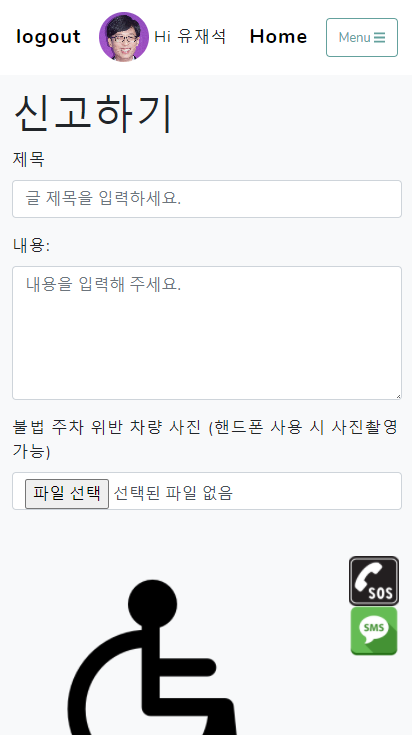 logout Hi 유재석 Home Menu
신고하기
제목
글 제목을 입력하세요.
내용:
내용을 입력해 주세요.
불법 주차 위반 차량 사진 (핸드폰 사용 시 사진촬영
가능)
파일 선택 선택된 파일 없음
SOS
SMS